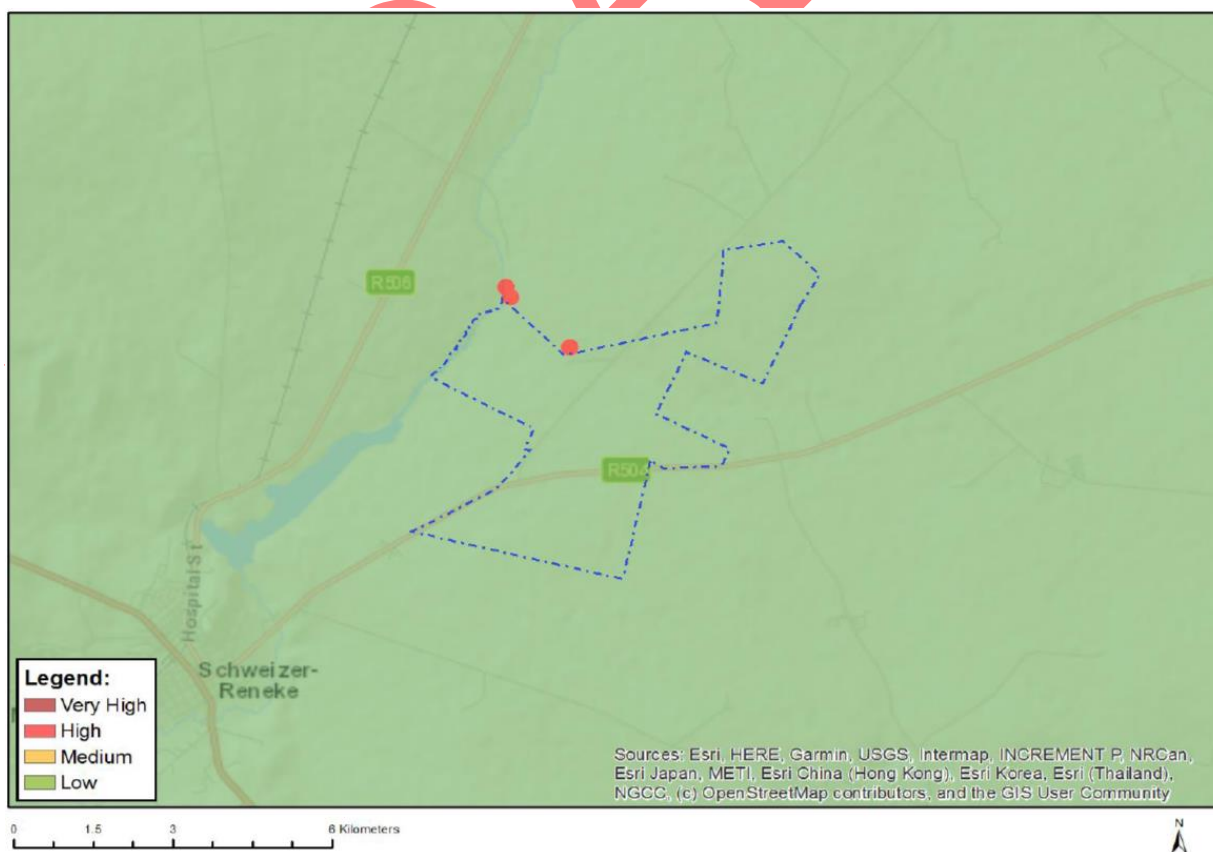 R506
R504
Hospital St
Schweizer-
Reneke
Legend:
Very High
High
Medium
Low
Sources: Esri, HERE, Garmin, USGS, Intermap, INCREMENT P, NRCan,
Esri Japan, METI, Esri China (Hong Kong), Esri Korea, Esri (Thailand),
NGCC, (c) OpenStreetMap contributors, and the GIS User Community
0 1.5 3 6 Kilometers
N